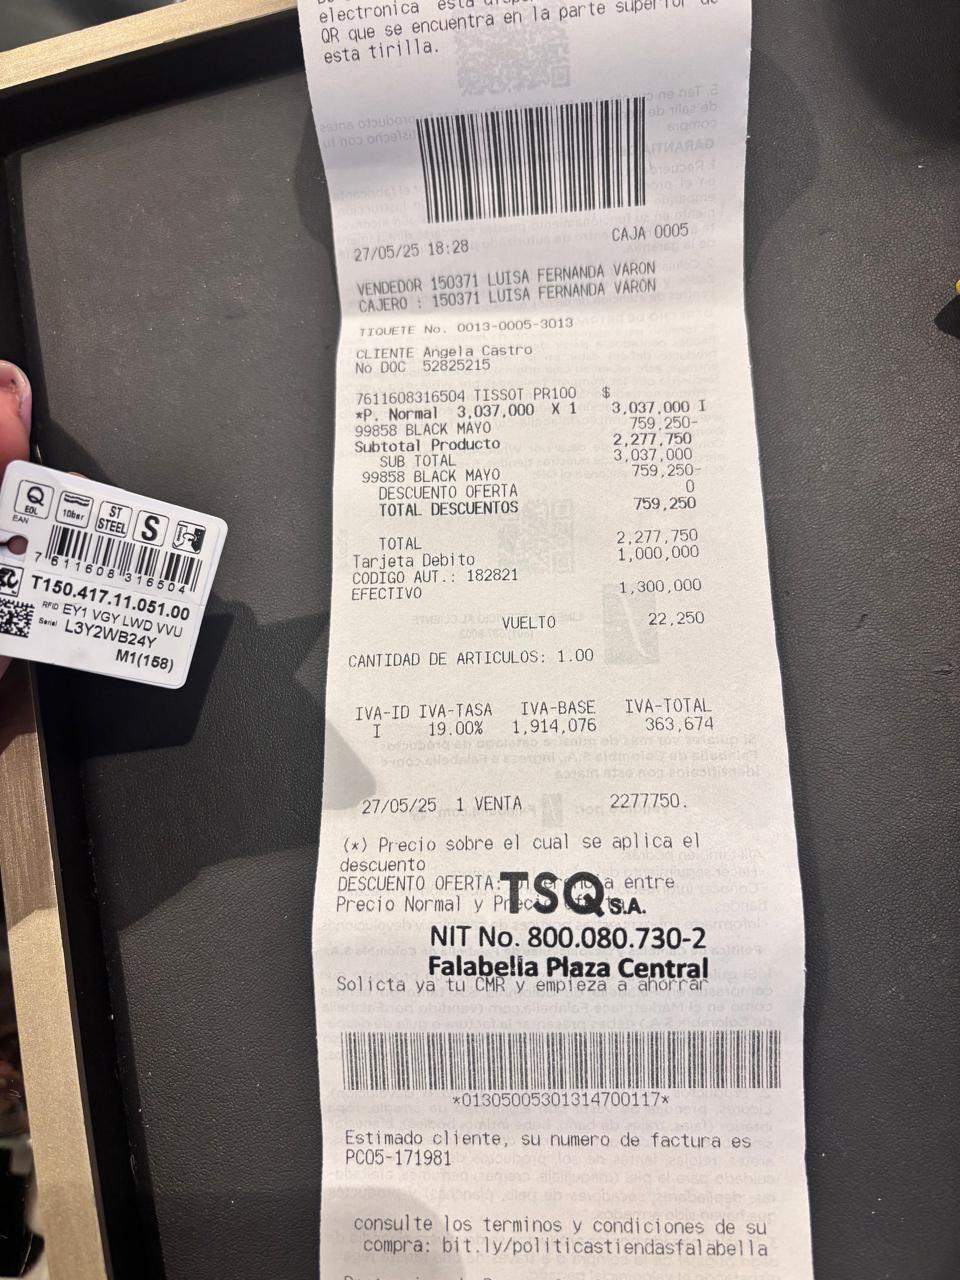 electronica esta
QR que se encuentra en la parte superior de
esta tirilla.
27/05/25 18:28 CAJA 0005
VENDEDOR 150371 LUISA FERNANDA VARON
CAJERO : 150371 LUISA FERNANDA VARON
TIQUETE No. 0013-0005-3013
CLIENTE Angela Castro
No DOC 52825215
7611608316504 TISSOT PR100 $
*P. Normal 3,037,000 X 1 3,037,000 I
99858 BLACK MAYO 759,250-
Subtotal Producto 2,277,750
SUB TOTAL 3,037,000
99858 BLACK MAYO 759,250-
DESCUENTO OFERTA 0
TOTAL DESCUENTOS 759,250
TOTAL 2,277,750
Tarjeta Debito 1,000,000
CODIGO AUT.: 182821
EFECTIVO 1,300,000
VUELTO 22,250
CANTIDAD DE ARTICULOS: 1.00
IVA-ID IVA-TASA IVA-BASE IVA-TOTAL
I 19.00% 1,914,076 363,674
27/05/25 1 VENTA 2277750.
(*) Precio sobre el cual se aplica el
descuento
DESCUENTO OFERTA: a entre
Precio Normal y
TSQ S.A.
NIT No. 800.080.730-2
Falabella Plaza Central
Solicita ya tu CMR y empieza a ahorrar
*01305005301314700117*
Estimado cliente, su numero de factura es
PC05-171981
consulte los terminos y condiciones de su
compra: bit.ly/politicastiendasfalabella
Q
EOL
10bar
ST
STEEL
S
EAN
7 611608 316504
T150.417.11.051.00
RFID EY1 VGY LWD VVU
Serial L3Y2WB24Y
M1(158)